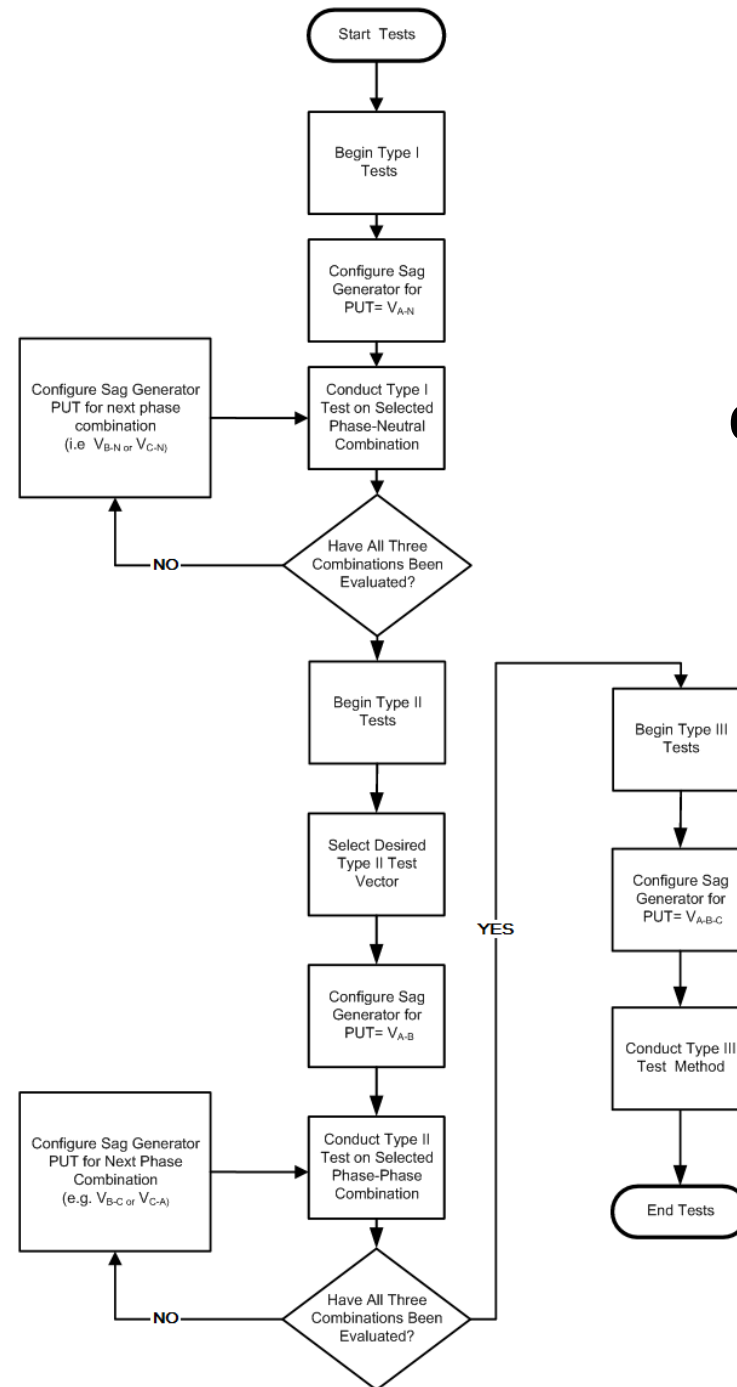 Start Tests
Begin Type I
Tests
Configure Sag
Generator for
PUT= VA-N
Configure Sag Generator
PUT for next phase
combination
(i.e VB-N or VC-N)
Conduct Type I
Test on Selected
Phase-Neutral
Combination
Have All Three
Combinations Been
Evaluated?
NO
Begin Type II
Tests
Select Desired
Type II Test
Vector
Configure Sag
Generator for
PUT= VA-B
Configure Sag Generator
PUT for Next Phase
Combination
(e.g. VB-C or VC-A)
Conduct Type II
Test on Selected
Phase-Phase
Combination
Have All Three
Combinations Been
Evaluated?
NO
YES
Begin Type III
Tests
Configure Sag
Generator for
PUT= VA-B-C
Conduct Type III
Test Method
End Tests